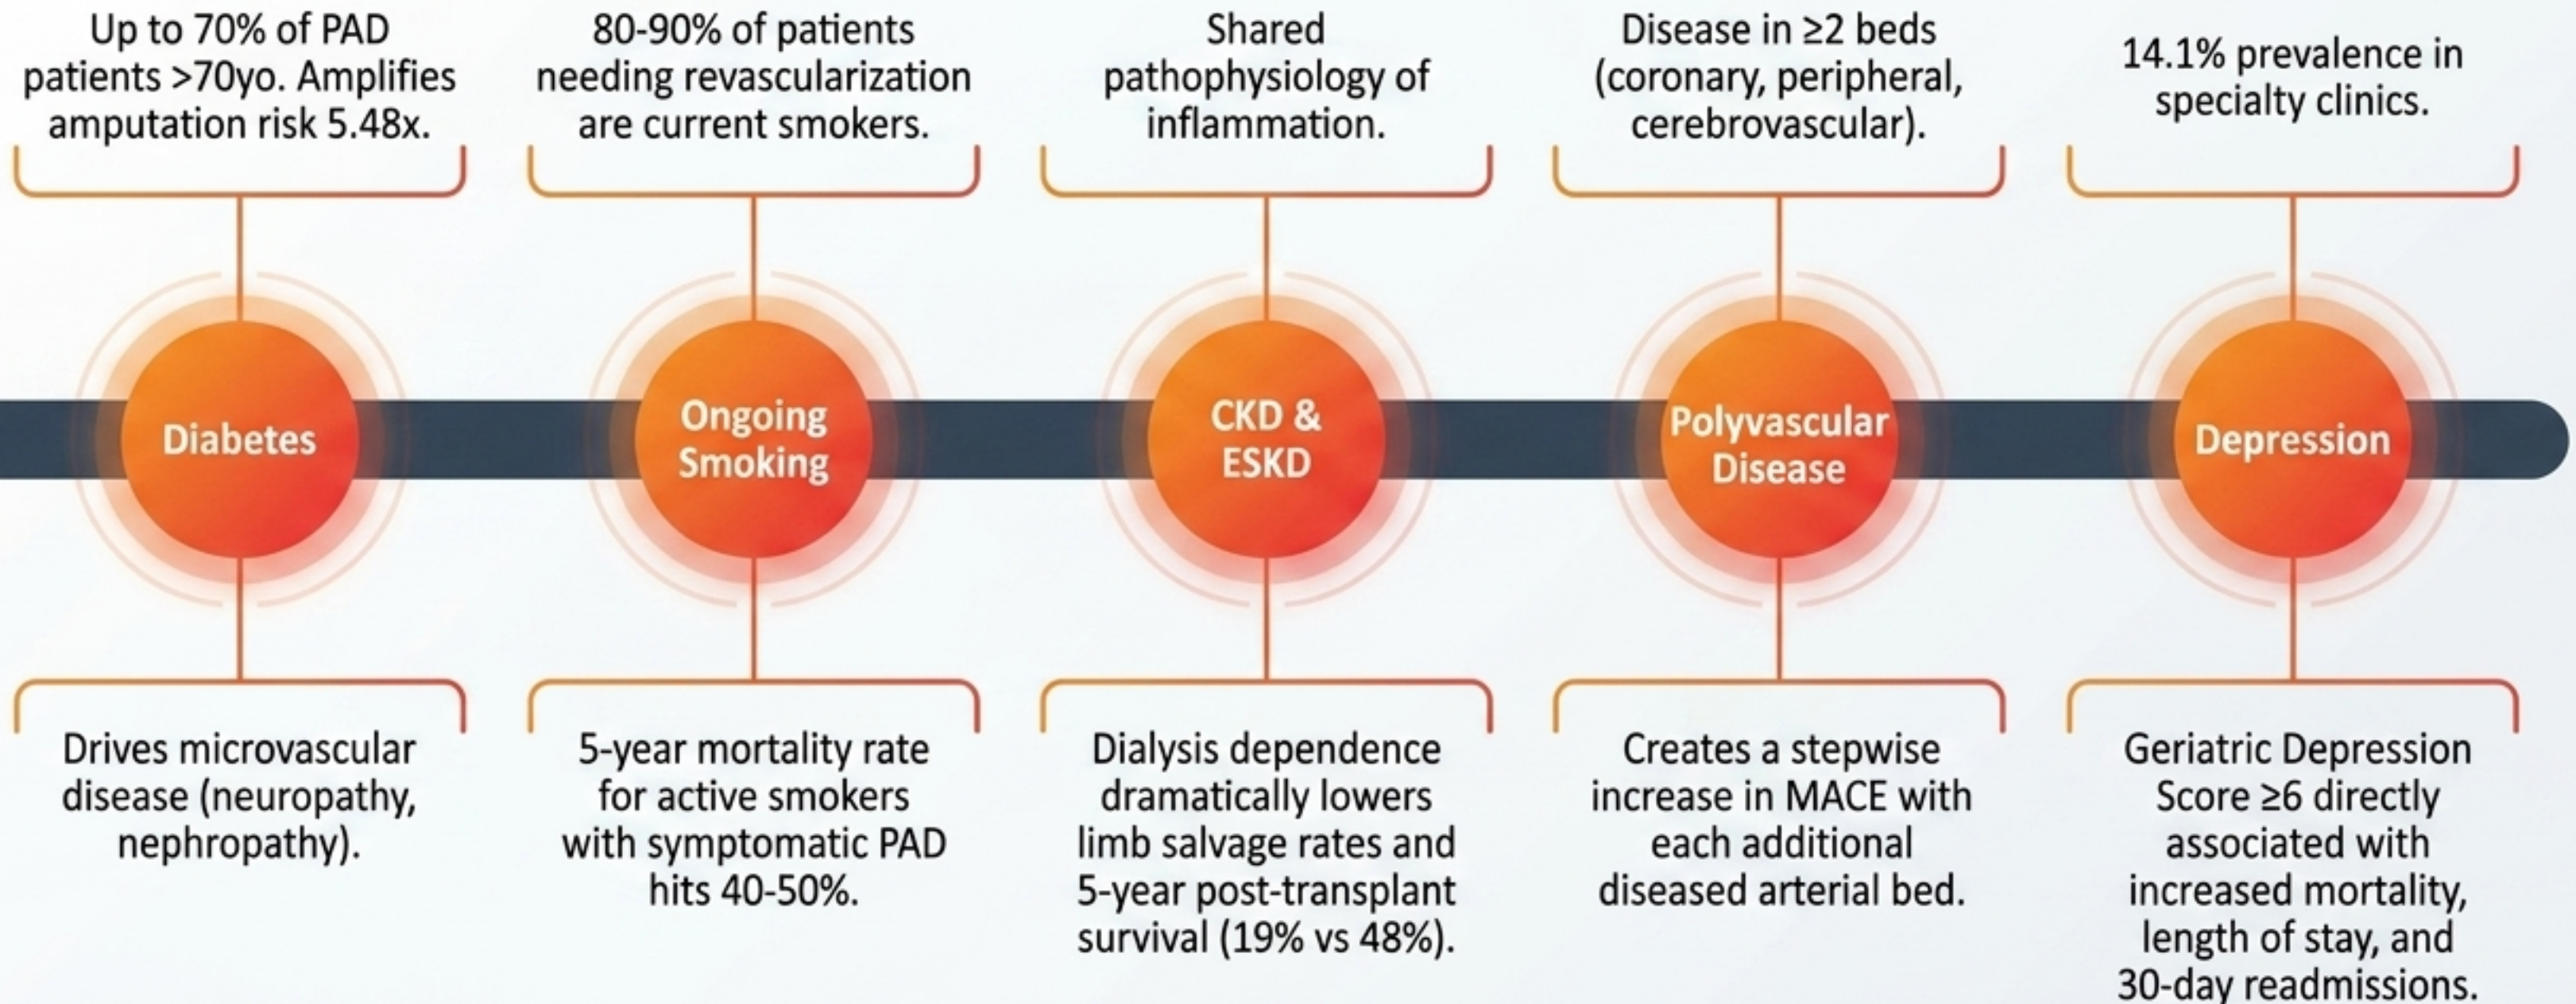 Up to 70% of PAD
patients >70yo. Amplifies
amputation risk 5.48x.
80-90% of patients
needing revascularization
are current smokers.
Shared
pathophysiology of
inflammation.
Disease in ≥2 beds
(coronary, peripheral,
cerebrovascular).
14.1% prevalence in
specialty clinics.
Diabetes
Ongoing
Smoking
CKD &
ESKD
Polyvascular
Disease
Depression
Drives microvascular
disease (neuropathy,
nephropathy).
5-year mortality rate
for active smokers
with symptomatic PAD
hits 40-50%.
Dialysis dependence
dramatically lowers
limb salvage rates and
5-year post-transplant
survival (19% vs 48%).
Creates a stepwise
increase in MACE with
each additional
diseased arterial bed.
Geriatric Depression
Score ≥6 directly
associated with
increased mortality,
length of stay, and
30-day readmissions.